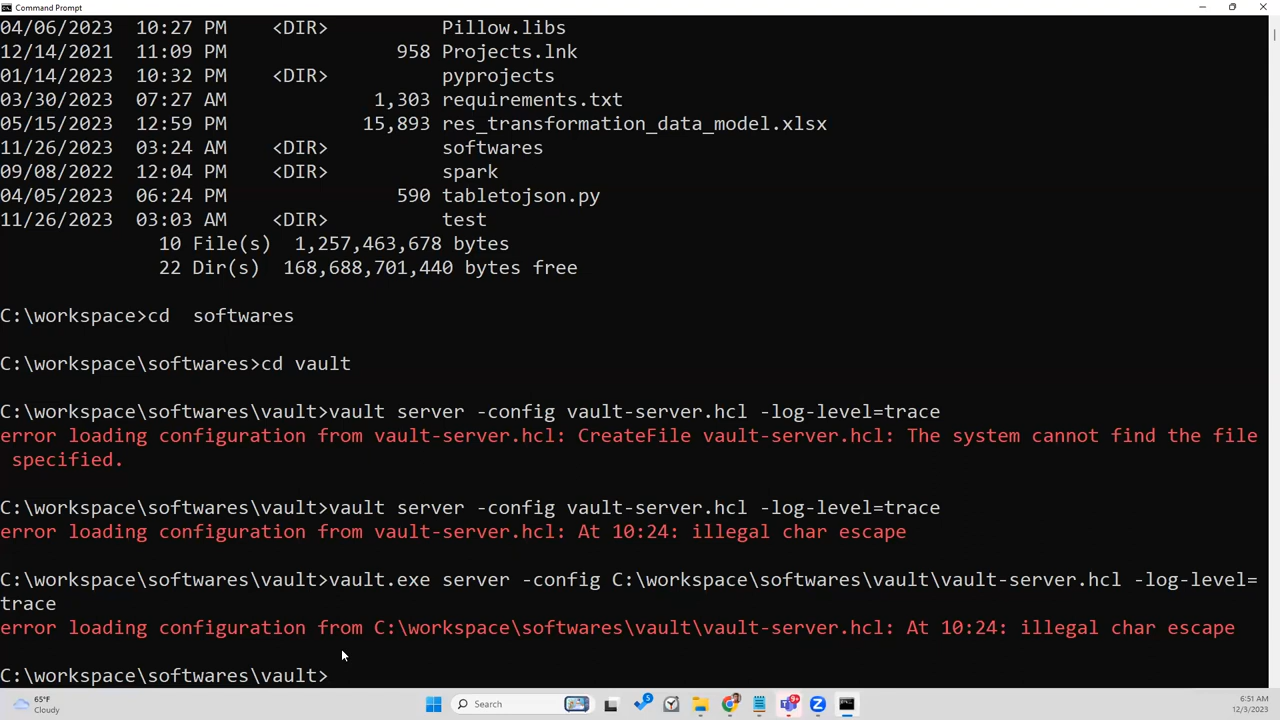 Command Prompt
04/06/2023  10:27 PM    <DIR>          Pillow.libs
12/14/2021  11:09 PM               958 Projects.lnk
01/14/2023  10:32 PM    <DIR>          pyprojects
03/30/2023  07:27 AM             1,303 requirements.txt
05/15/2023  12:59 PM            15,893 res_transformation_data_model.xlsx
11/26/2023  03:24 AM    <DIR>          softwares
09/08/2022  12:04 PM    <DIR>          spark
04/05/2023  06:24 PM               590 tabletojson.py
11/26/2023  03:03 AM    <DIR>          test
              10 File(s)  1,257,463,678 bytes
              22 Dir(s)  168,688,701,440 bytes free
C:\workspace>cd  softwares
C:\workspace\softwares>cd vault
C:\workspace\softwares\vault>vault server -config vault-server.hcl -log-level=trace
error loading configuration from vault-server.hcl: CreateFile vault-server.hcl: The system cannot find the file
 specified.
C:\workspace\softwares\vault>vault server -config vault-server.hcl -log-level=trace
error loading configuration from vault-server.hcl: At 10:24: illegal char escape
C:\workspace\softwares\vault>vault.exe server -config C:\workspace\softwares\vault\vault-server.hcl -log-level=
trace
error loading configuration from C:\workspace\softwares\vault\vault-server.hcl: At 10:24: illegal char escape
C:\workspace\softwares\vault>
65°F
Cloudy
Search
5
9+
6:51 AM
12/3/2023